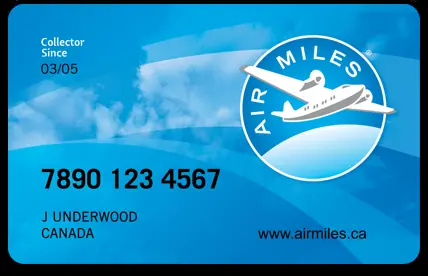 Collector
Since
03/05
AIR MILES®
7890 123 4567
J UNDERWOOD
CANADA
www.airmiles.ca